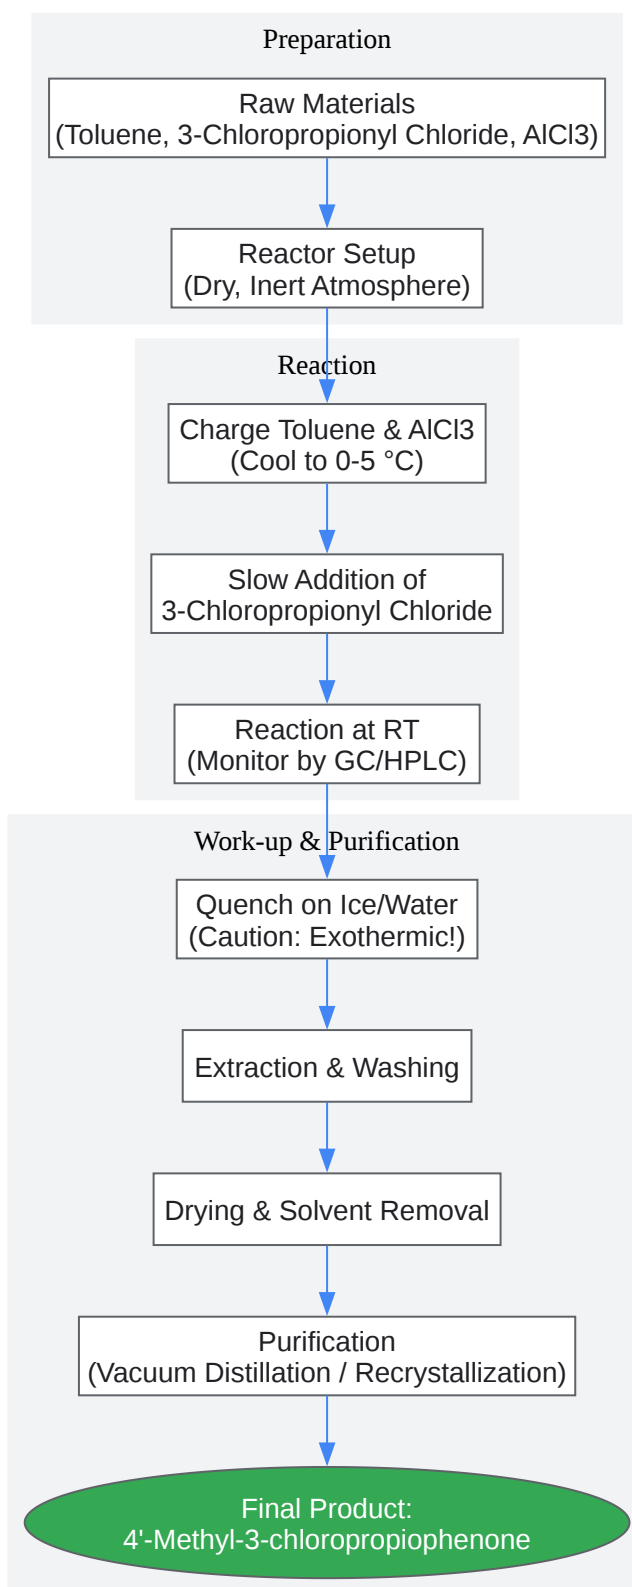 Preparation
Raw Materials
(Toluene, 3-Chloropropionyl Chloride, AlCl3)
Reactor Setup
(Dry, Inert Atmosphere)
Reaction
Charge Toluene & AlCl3
(Cool to 0-5 °C)
Slow Addition of
3-Chloropropionyl Chloride
Reaction at RT
(Monitor by GC/HPLC)
Work-up & Purification
Quench on Ice/Water
(Caution: Exothermic!)
Extraction & Washing
Drying & Solvent Removal
Purification
(Vacuum Distillation / Recrystallization)
Final Product:
4'-Methyl-3-chloropropiophenone